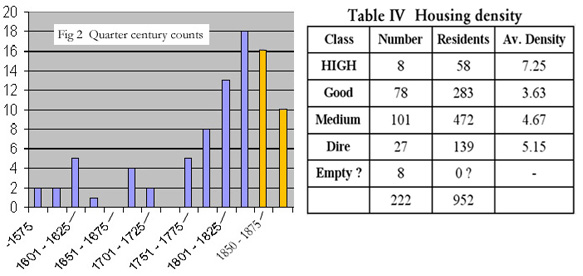 Fig 2 Quarter century counts
20
18
16
14
12
10
8
6
4
2
0
-1575
1601 - 1625
1651 - 1675
1701 - 1725
1751 - 1775
1801 - 1825
1850 - 1875
Table IV Housing density
Class Number Residents Av. Density
HIGH 8 58 7.25
Good 78 283 3.63
Medium 101 472 4.67
Dire 27 139 5.15
Empty ? 8 0 ? -
222 952